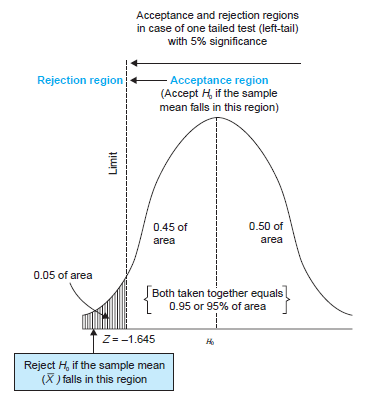 Acceptance and rejection regions
in case of one tailed test (left-tail)
with 5% significance
Rejection region
Acceptance region
(Accept H₀ if the sample
mean falls in this region)
Limit
0.45 of
area
0.50 of
area
0.05 of area
Both taken together equals
0.95 or 95% of area
Z = –1.645
H₀
Reject H₀ if the sample mean
(X̄) falls in this region